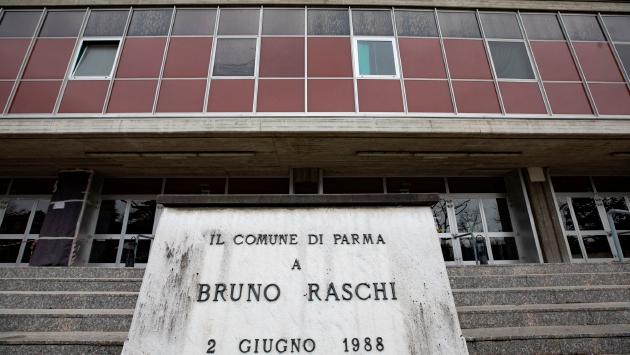 IL COMUNE DI PARMA
A
BRUNO RASCHI
2 GIUGNO 1988